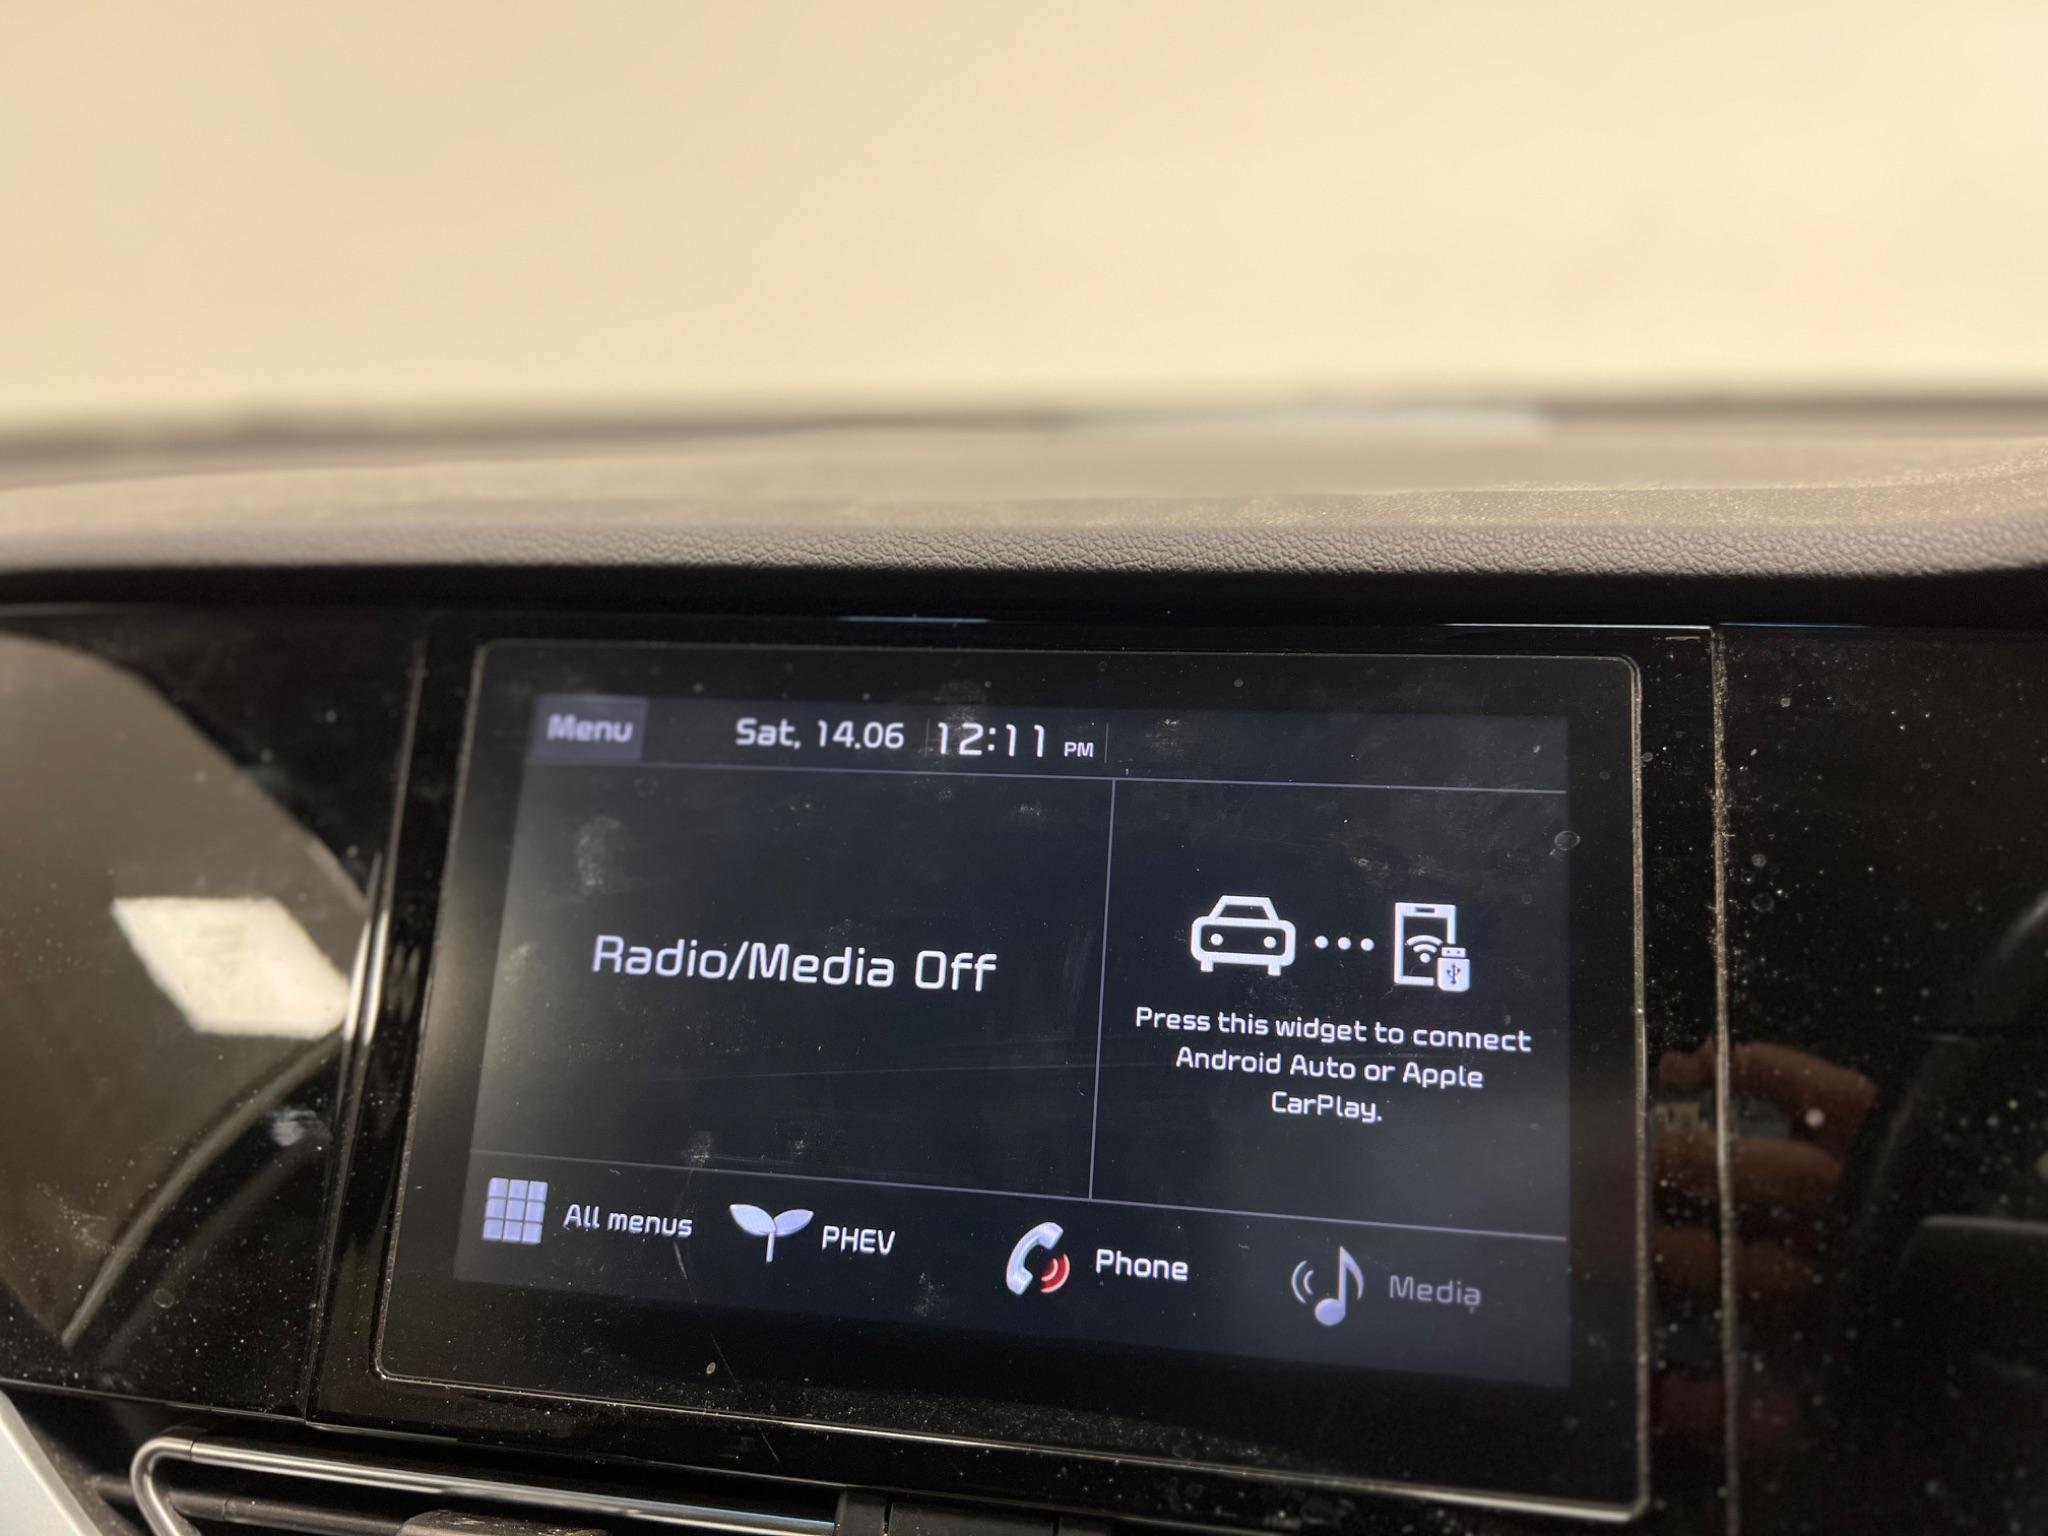 Menu Sat, 14.06 12:11 PM
Radio/Media Off
Press this widget to connect
Android Auto or Apple
CarPlay.
All menus PHEV Phone Media